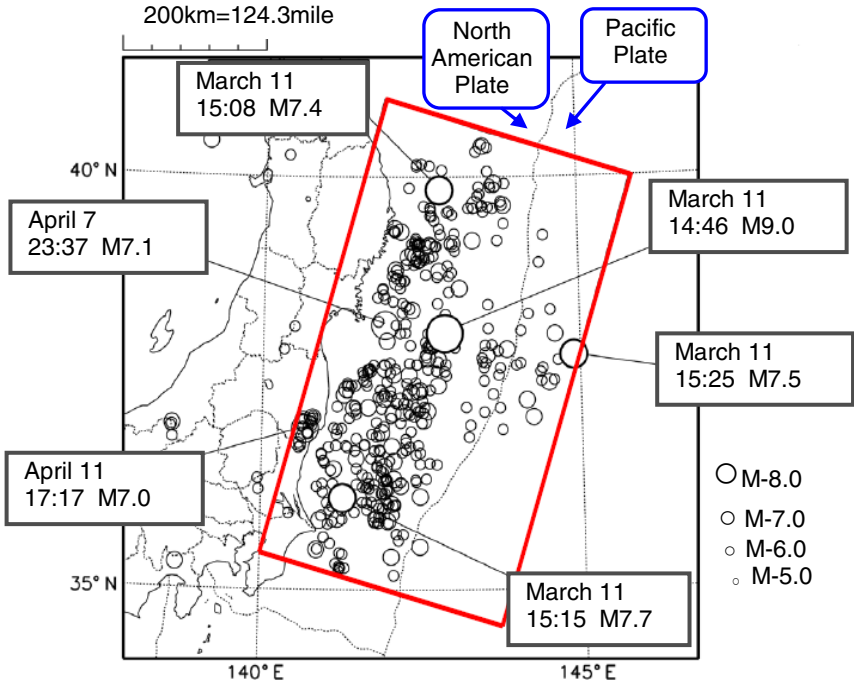 200km=124.3mile
North
American
Plate
Pacific
Plate
March 11
15:08 M7.4
40° N
March 11
14:46 M9.0
April 7
23:37 M7.1
March 11
15:25 M7.5
April 11
17:17 M7.0
M-8.0
M-7.0
M-6.0
M-5.0
35° N
March 11
15:15 M7.7
140°E
145°E